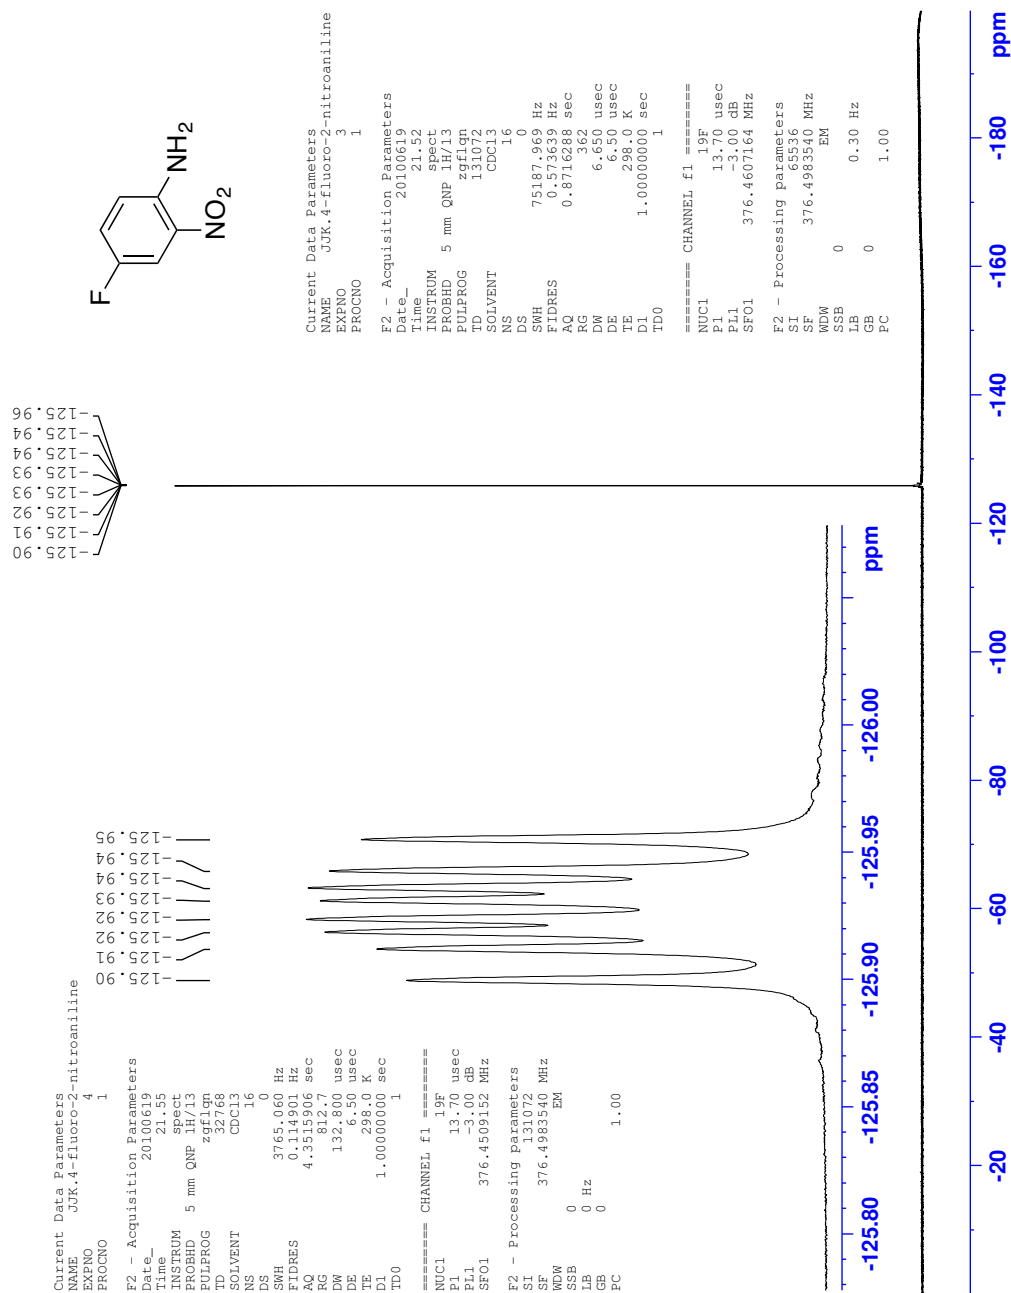 Current Data Parameters
NAME JJK.4-fluoro-2-nitroaniline
EXPNO 4
PROCNO 1
F2 - Acquisition Parameters
Date_ 20100619
Time 21.55
INSTRUM spect
PROBHD 5 mm QNP 1H/13
PULPROG zgflqn
TD 32768
SOLVENT CDCl3
NS 16
DS 0
SWH 3765.060 Hz
FIDRES 0.114901 Hz
AQ 4.3515906 sec
RG 812.7
DW 132.800 usec
DE 6.50 usec
TE 298.0 K
D1 1.00000000 sec
TD0 1
======== CHANNEL f1 ========
NUC1 19F
P1 13.70 usec
PL1 -3.00 dB
SFO1 376.4509152 MHz
F2 - Processing parameters
SI 131072
SF 376.4983540 MHz
WDW EM
SSB 0
LB 0 Hz
GB 0
PC 1.00
-125.90
-125.91
-125.92
-125.92
-125.93
-125.94
-125.94
-125.95
-125.80 -125.85 -125.90 -125.95 -126.00 ppm
-125.90
-125.91
-125.92
-125.93
-125.93
-125.94
-125.94
-125.96
F
NO2
NH2
Current Data Parameters
NAME JJK.4-fluoro-2-nitroaniline
EXPNO 3
PROCNO 1
F2 - Acquisition Parameters
Date_ 20100619
Time 21.52
INSTRUM spect
PROBHD 5 mm QNP 1H/13
PULPROG zgflqn
TD 131072
SOLVENT CDCl3
NS 16
DS 0
SWH 75187.969 Hz
FIDRES 0.573639 Hz
AQ 0.8716288 sec
RG 362
DW 6.650 usec
DE 6.50 usec
TE 298.0 K
D1 1.00000000 sec
TD0 1
======== CHANNEL f1 ========
NUC1 19F
P1 13.70 usec
PL1 -3.00 dB
SFO1 376.4607164 MHz
F2 - Processing parameters
SI 65536
SF 376.4983540 MHz
WDW EM
SSB 0
LB 0.30 Hz
GB 0
PC 1.00
-20 -40 -60 -80 -100 -120 -140 -160 -180 ppm